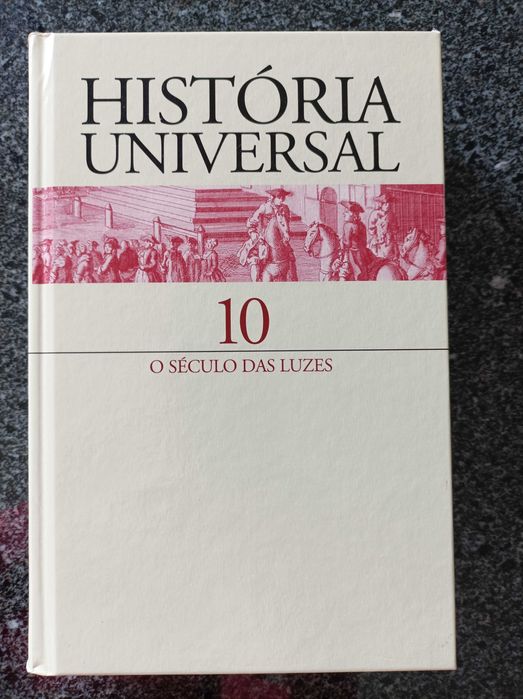 HISTÓRIA
UNIVERSAL
10
O SÉCULO DAS LUZES